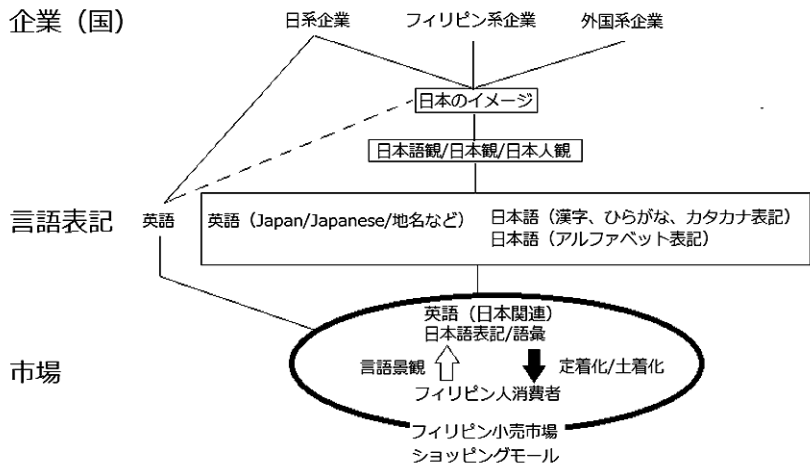 企業（国）
日系企業
フィリピン系企業
外国系企業
日本のイメージ
日本語観/日本観/日本人観
言語表記
英語
英語（Japan/Japanese/地名など）
日本語（漢字、ひらがな、カタカナ表記）
日本語（アルファベット表記）
英語（日本関連）
日本語表記/語彙
市場
言語景観
定着化/土着化
フィリピン人消費者
フィリピン小売市場
ショッピングモール